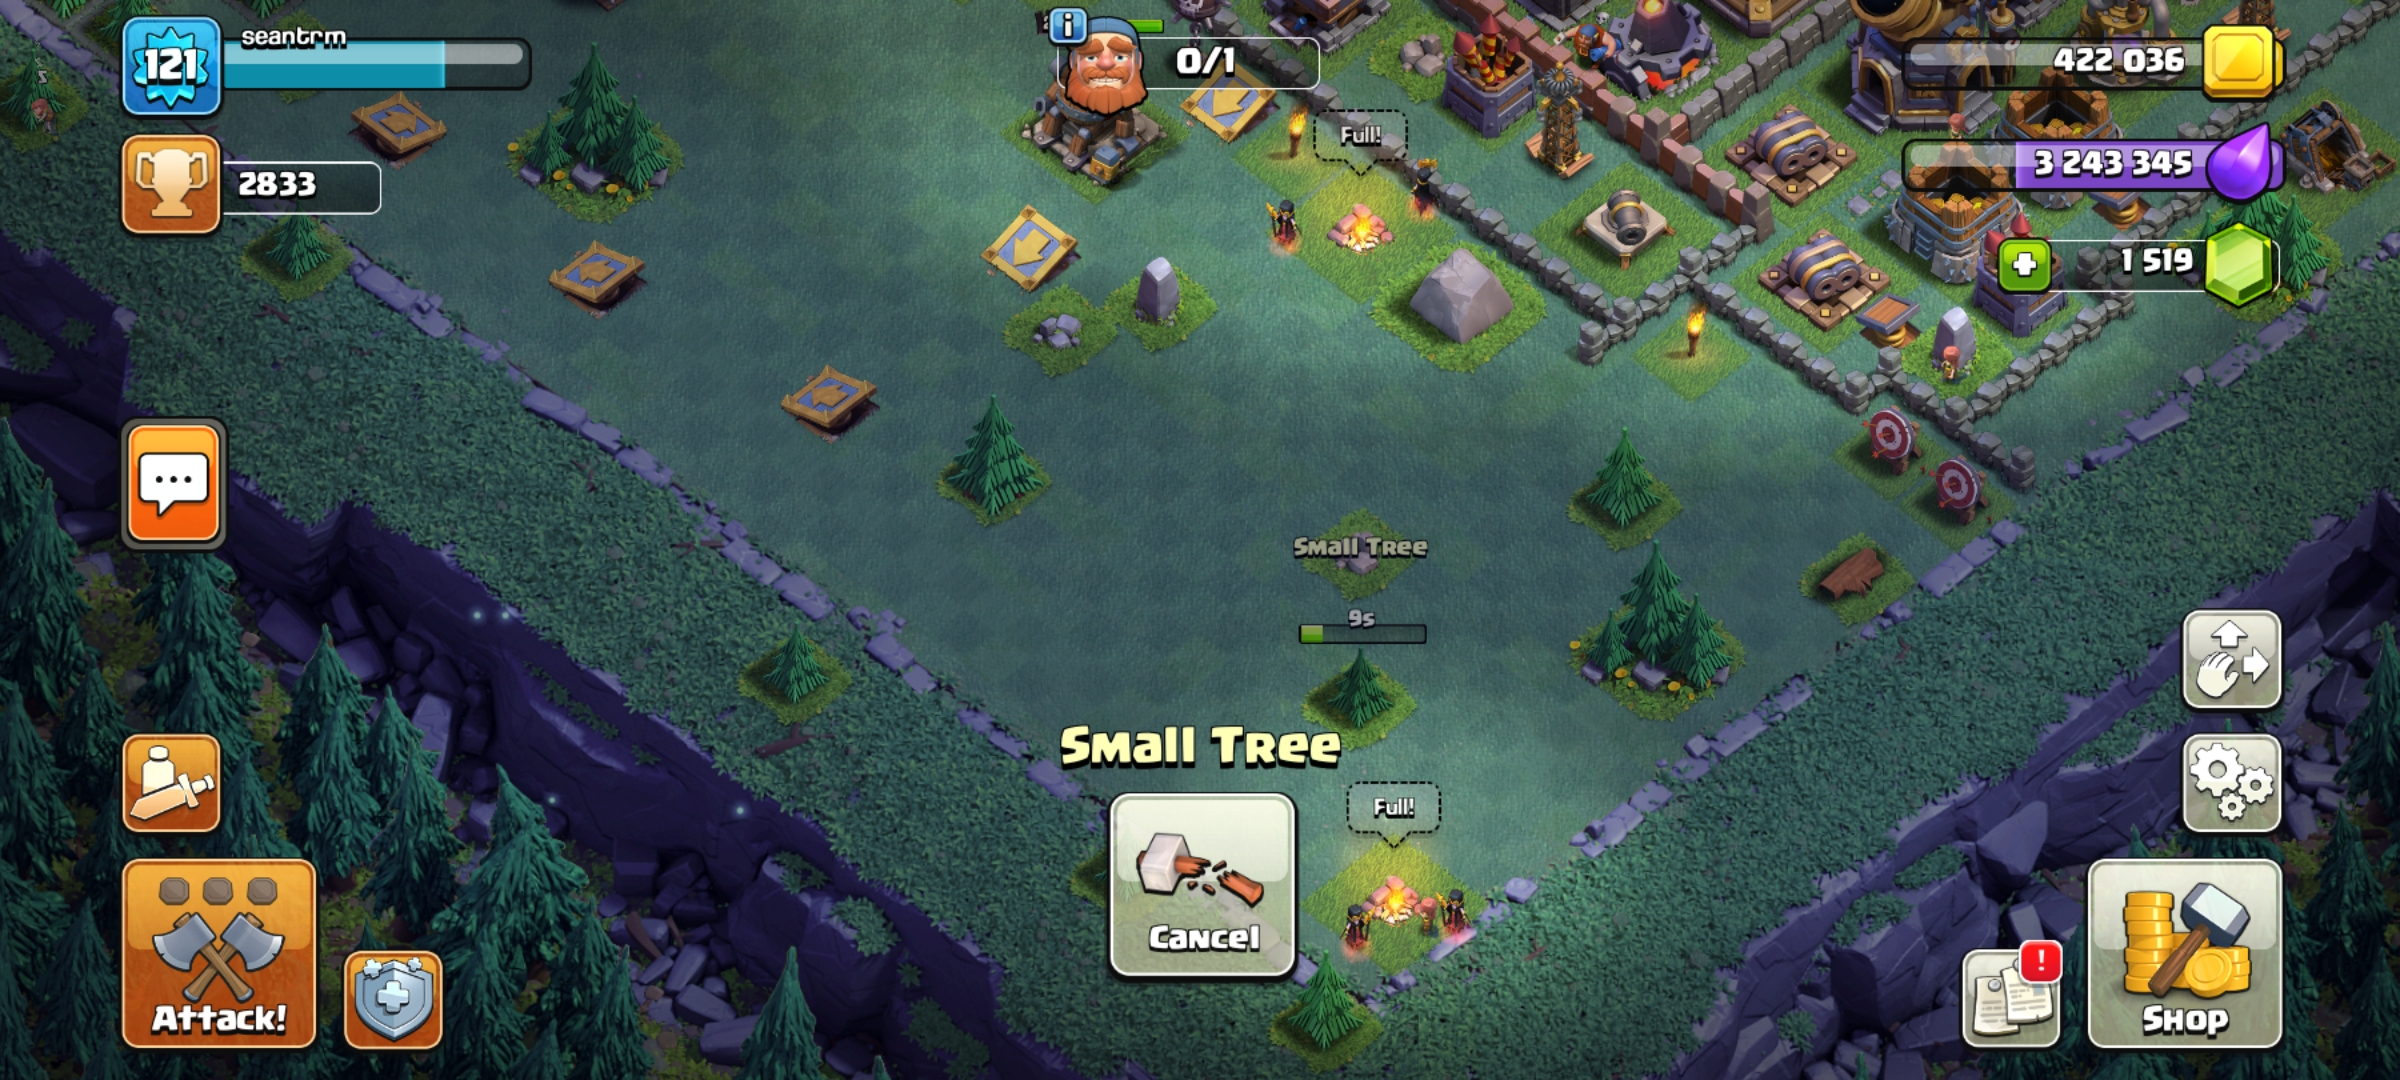 121
seantrm
0/1
422 036
2833
Full!
3 243 345
1 519
Small Tree
9s
Small Tree
Full!
Cancel
Attack!
!
Shop